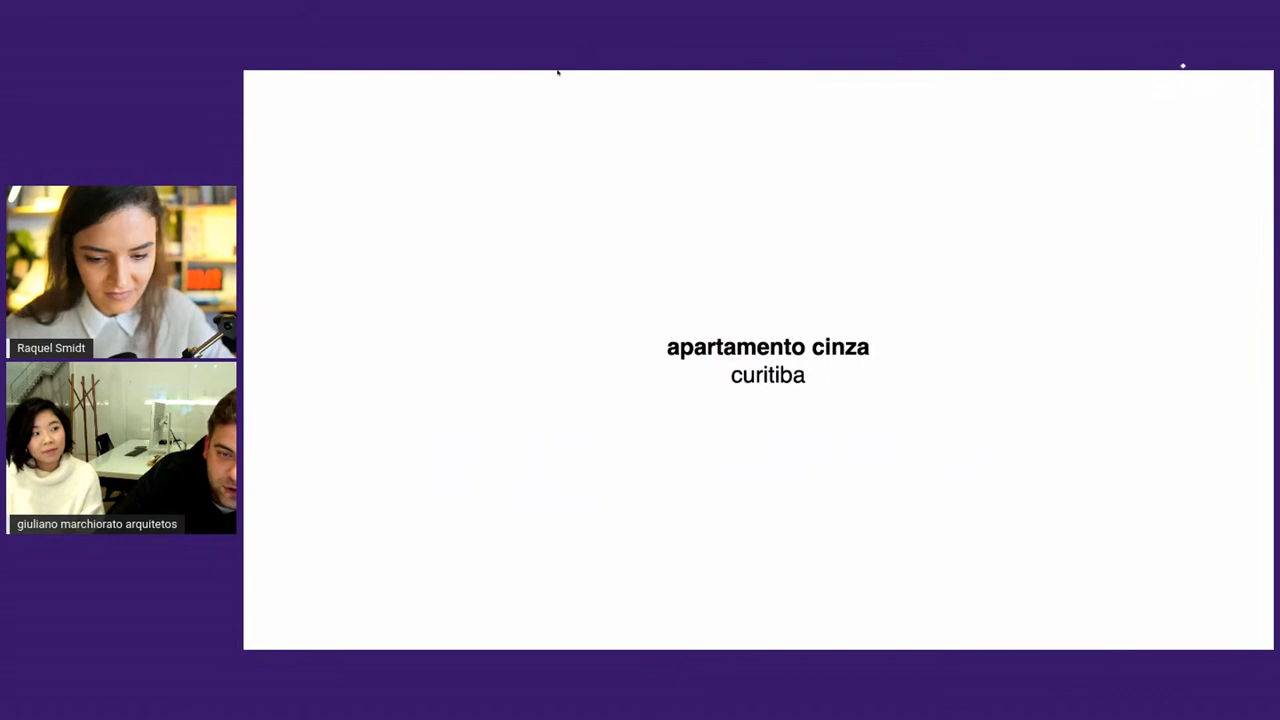 Raquel Smidt
giuliano marchiorato arquitetos
apartamento cinza
curitiba